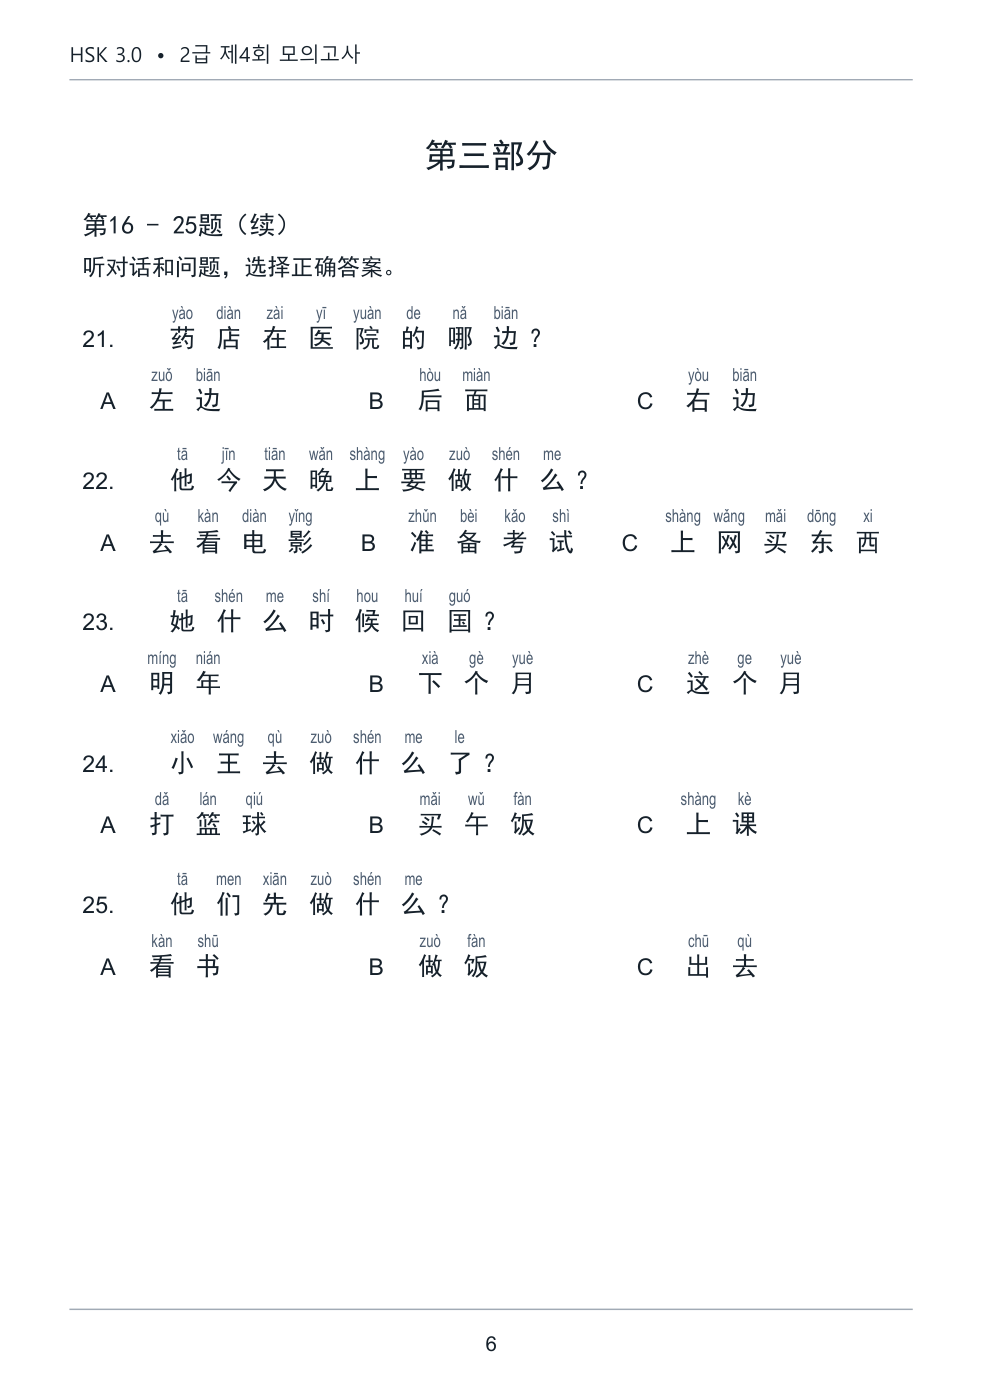 HSK 3.0 • 2급 제4회 모의고사
第三部分
第16 - 25题（续）
听对话和问题，选择正确答案。
yào diàn zài yī yuàn de nǎ biān
21. 药店在医院的哪边？
zuǒ biān hòu miàn yòu biān
A 左边 B 后面 C 右边
tā jīn tiān wǎn shàng yào zuò shén me
22. 他今天晚上要做什么？
qù kàn diàn yǐng zhǔn bèi kǎo shì shàng wǎng mǎi dōng xi
A 去看电影 B 准备考试 C 上网买东西
tā shén me shí hou huí guó
23. 她什么时候回国？
míng nián xià gè yuè zhè ge yuè
A 明年 B 下个月 C 这个月
xiǎo wáng qù zuò shén me le
24. 小王去做什么了？
dǎ lán qiú mǎi wǔ fàn shàng kè
A 打篮球 B 买午饭 C 上课
tā men xiān zuò shén me
25. 他们先做什么？
kàn shū zuò fàn chū qù
A 看书 B 做饭 C 出去
6